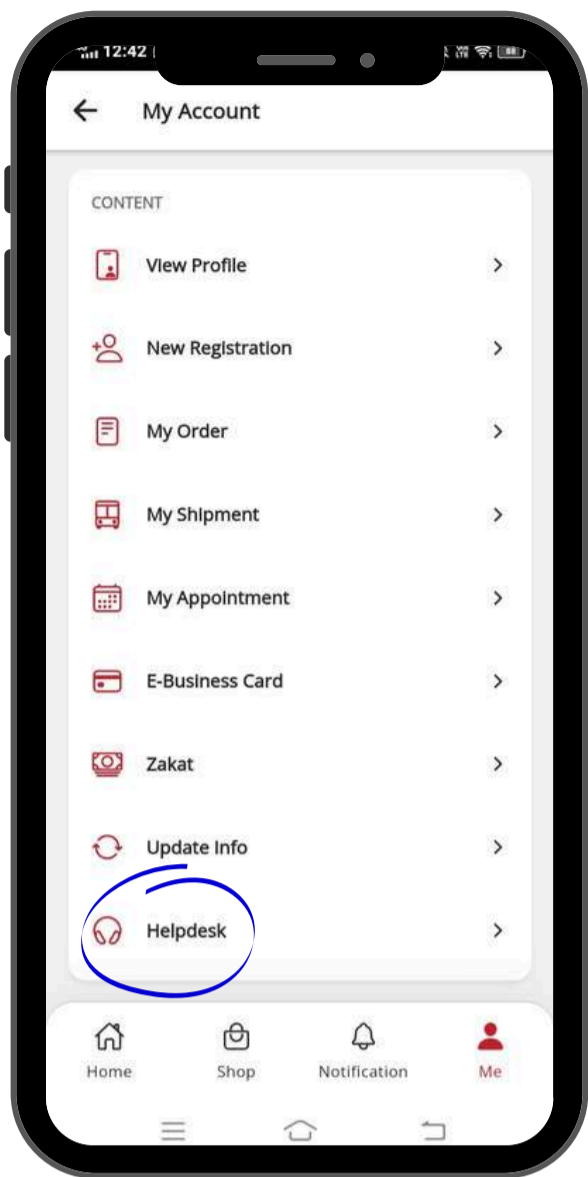 12:42
My Account
CONTENT
View Profile
New Registration
My Order
My Shipment
My Appointment
E-Business Card
Zakat
Update Info
Helpdesk
Home Shop Notification Me